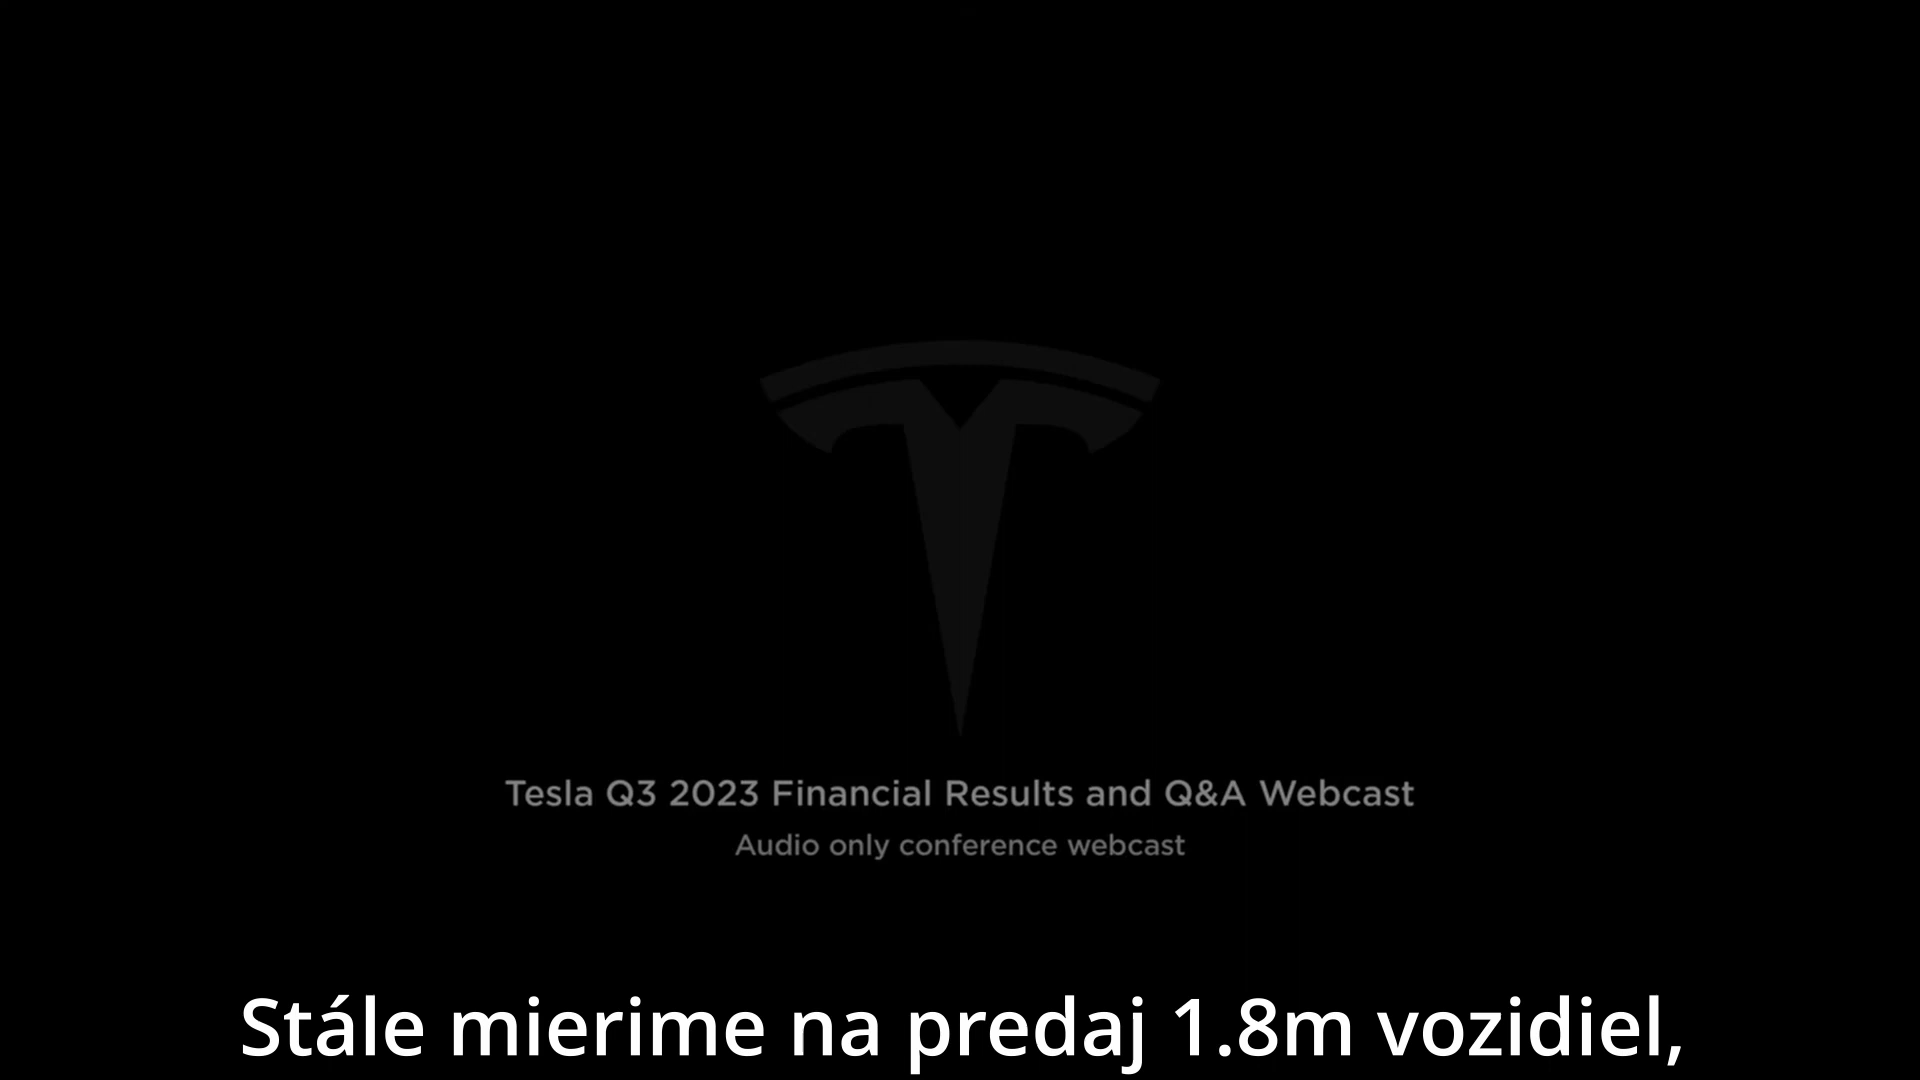 Tesla Q3 2023 Financial Results and Q&A Webcast
Audio only conference webcast
Stále mierime na predaj 1.8m vozidiel,